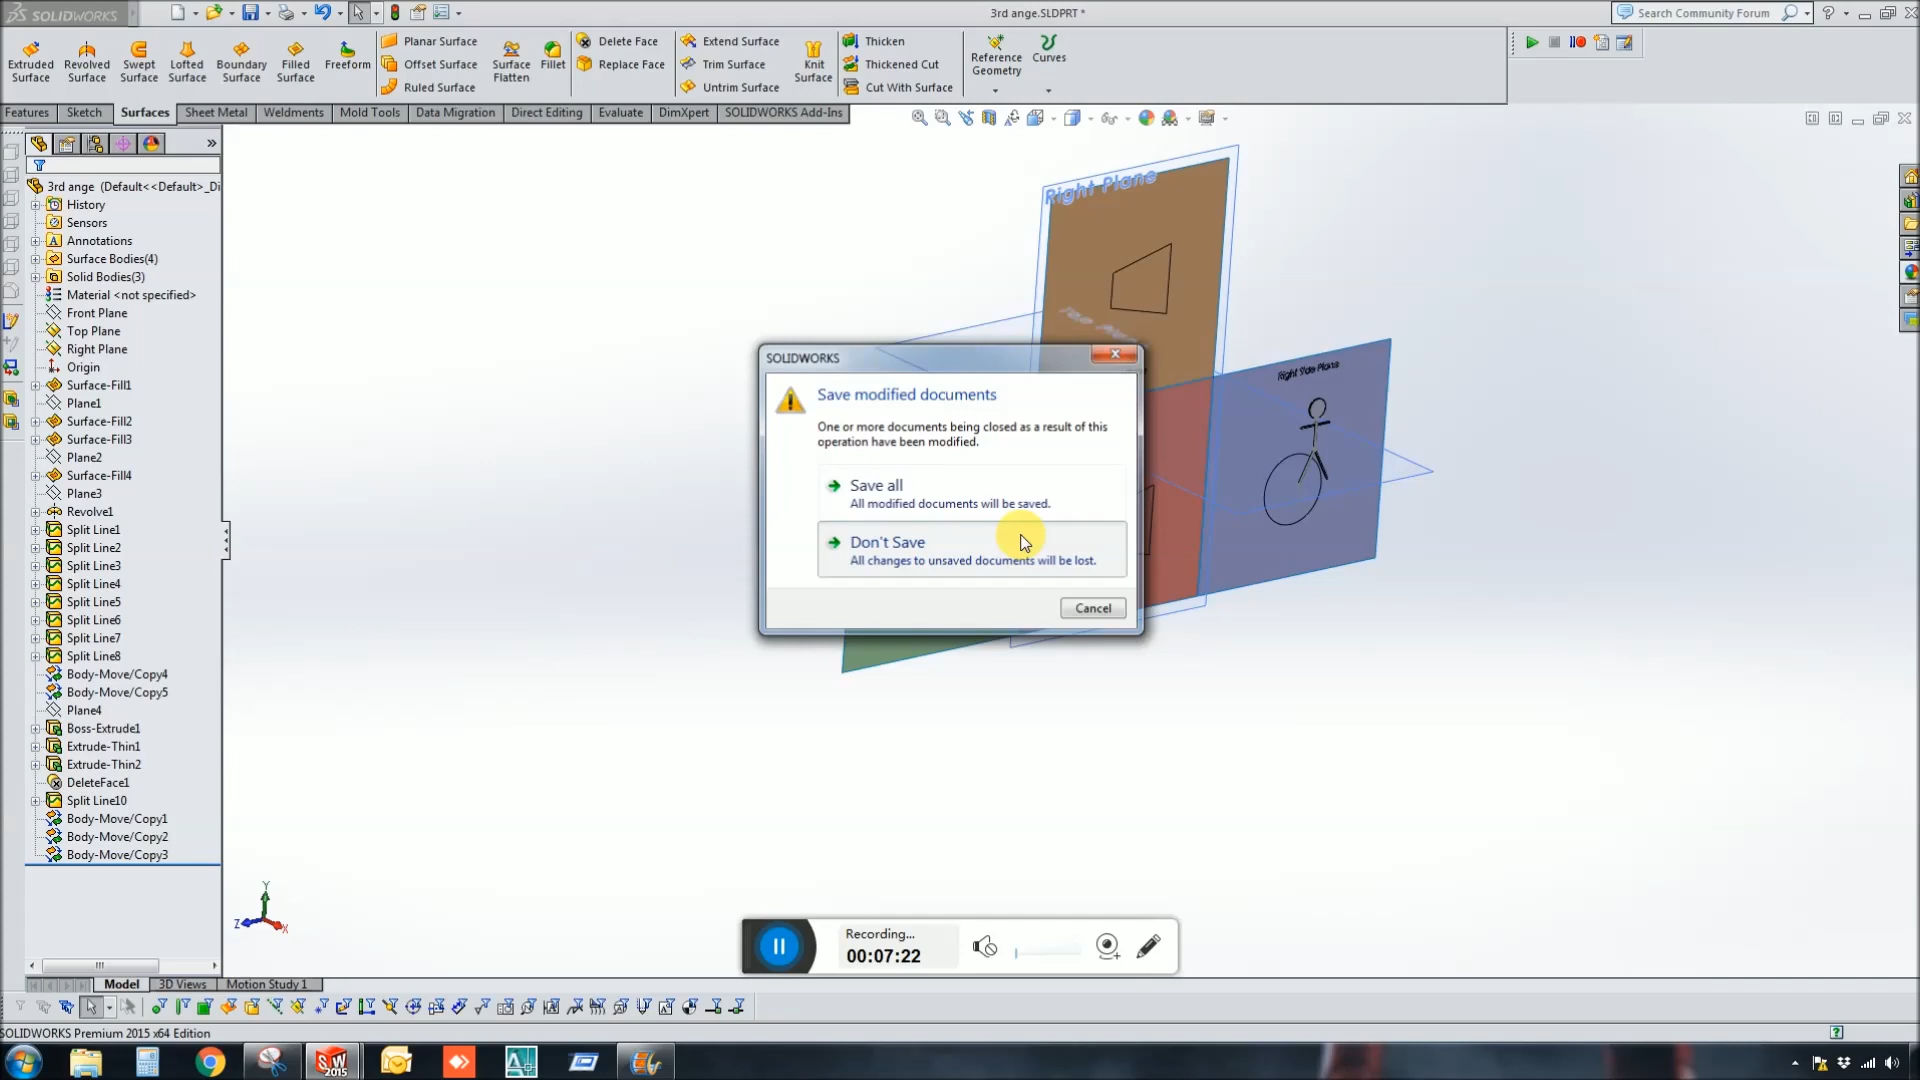 SOLIDWORKS
3rd ange.SLDPRT *
Search Community Forum
Extruded Surface
Revolved Surface
Swept Surface
Lofted Surface
Boundary Surface
Filled Surface
Freeform
Planar Surface
Offset Surface
Ruled Surface
Surface Flatten
Fillet
Delete Face
Replace Face
Extend Surface
Trim Surface
Untrim Surface
Knit Surface
Thicken
Thickened Cut
Cut With Surface
Reference Geometry
Curves
Features
Sketch
Surfaces
Sheet Metal
Weldments
Mold Tools
Data Migration
Direct Editing
Evaluate
DimXpert
SOLIDWORKS Add-Ins
3rd ange (Default<<Default>_Di
History
Sensors
Annotations
Surface Bodies(4)
Solid Bodies(3)
Material <not specified>
Front Plane
Top Plane
Right Plane
Origin
Surface-Fill1
Plane1
Surface-Fill2
Surface-Fill3
Plane2
Surface-Fill4
Plane3
Revolve1
Split Line1
Split Line2
Split Line3
Split Line4
Split Line5
Split Line6
Split Line7
Split Line8
Body-Move/Copy4
Body-Move/Copy5
Plane4
Boss-Extrude1
Extrude-Thin1
Extrude-Thin2
DeleteFace1
Split Line10
Body-Move/Copy1
Body-Move/Copy2
Body-Move/Copy3
Right Plane
Right Side Plane
SOLIDWORKS
Save modified documents
One or more documents being closed as a result of this
operation have been modified.
Save all
All modified documents will be saved.
Don't Save
All changes to unsaved documents will be lost.
Cancel
Y
Z
X
Recording...
00:07:22
Model
3D Views
Motion Study 1
SOLIDWORKS Premium 2015 x64 Edition
SW
2015